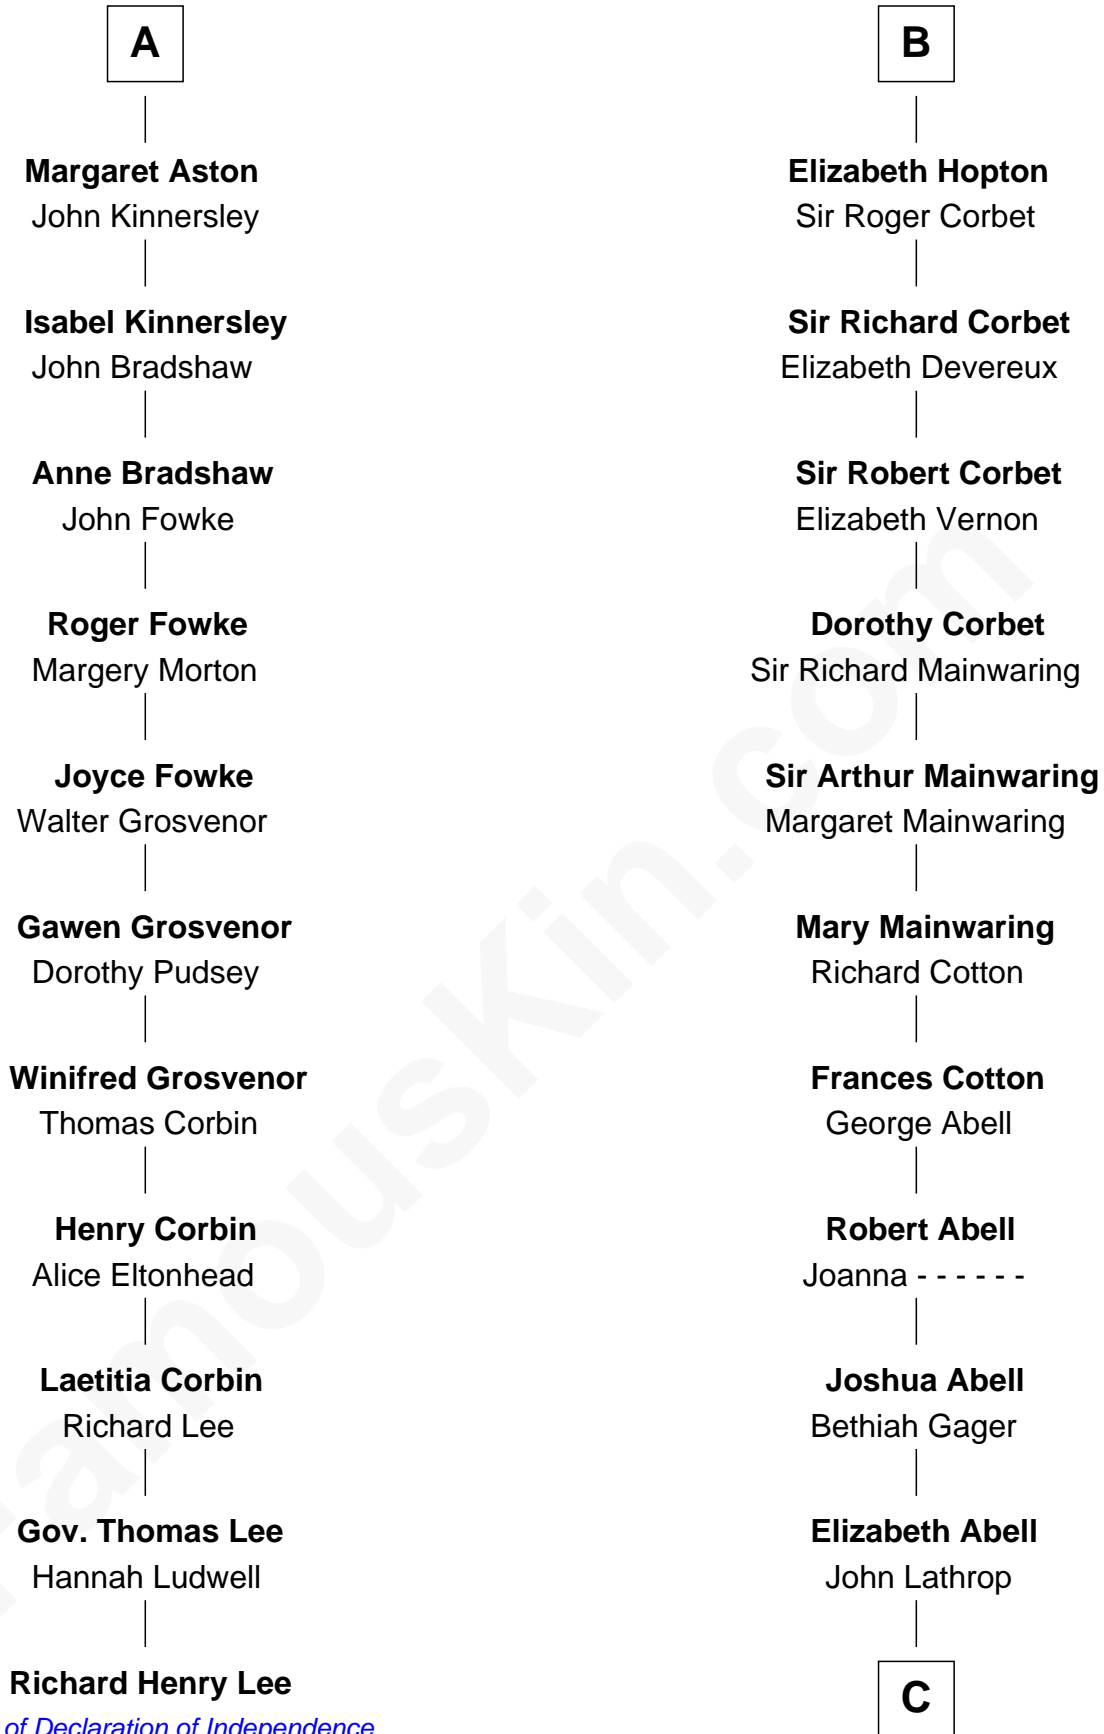 A
Margaret Aston
John Kinnersley
Isabel Kinnersley
John Bradshaw
Anne Bradshaw
John Fowke
Roger Fowke
Margery Morton
Joyce Fowke
Walter Grosvenor
Gawen Grosvenor
Dorothy Pudsey
Winifred Grosvenor
Thomas Corbin
Henry Corbin
Alice Eltonhead
Laetitia Corbin
Richard Lee
Gov. Thomas Lee
Hannah Ludwell
Richard Henry Lee
of Declaration of Independence
B
Elizabeth Hopton
Sir Roger Corbet
Sir Richard Corbet
Elizabeth Devereux
Sir Robert Corbet
Elizabeth Vernon
Dorothy Corbet
Sir Richard Mainwaring
Sir Arthur Mainwaring
Margaret Mainwaring
Mary Mainwaring
Richard Cotton
Frances Cotton
George Abell
Robert Abell
Joanna - - - - - -
Joshua Abell
Bethiah Gager
Elizabeth Abell
John Lathrop
C
FamousKin.com